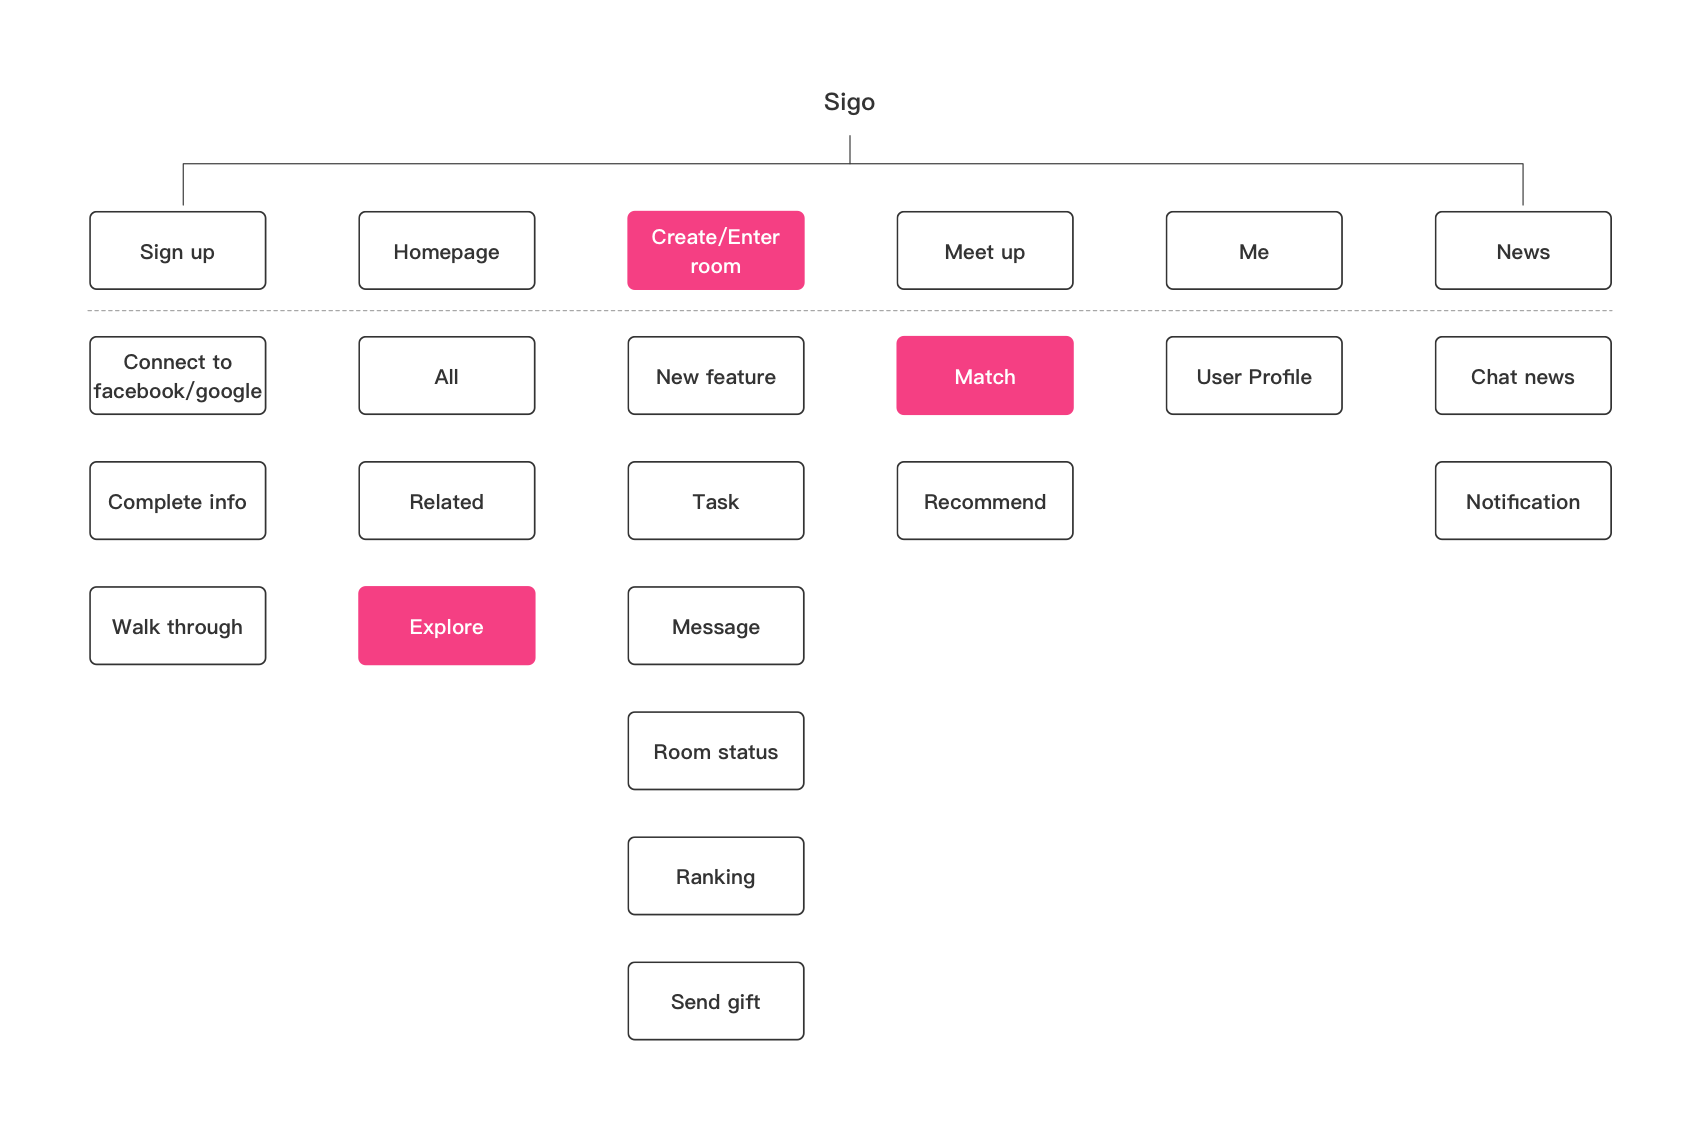 Sigo
Sign up
Homepage
Create/Enter
room
Meet up
Me
News
Connect to
facebook/google
All
New feature
Match
User Profile
Chat news
Complete info
Related
Task
Recommend
Notification
Walk through
Explore
Message
Room status
Ranking
Send gift